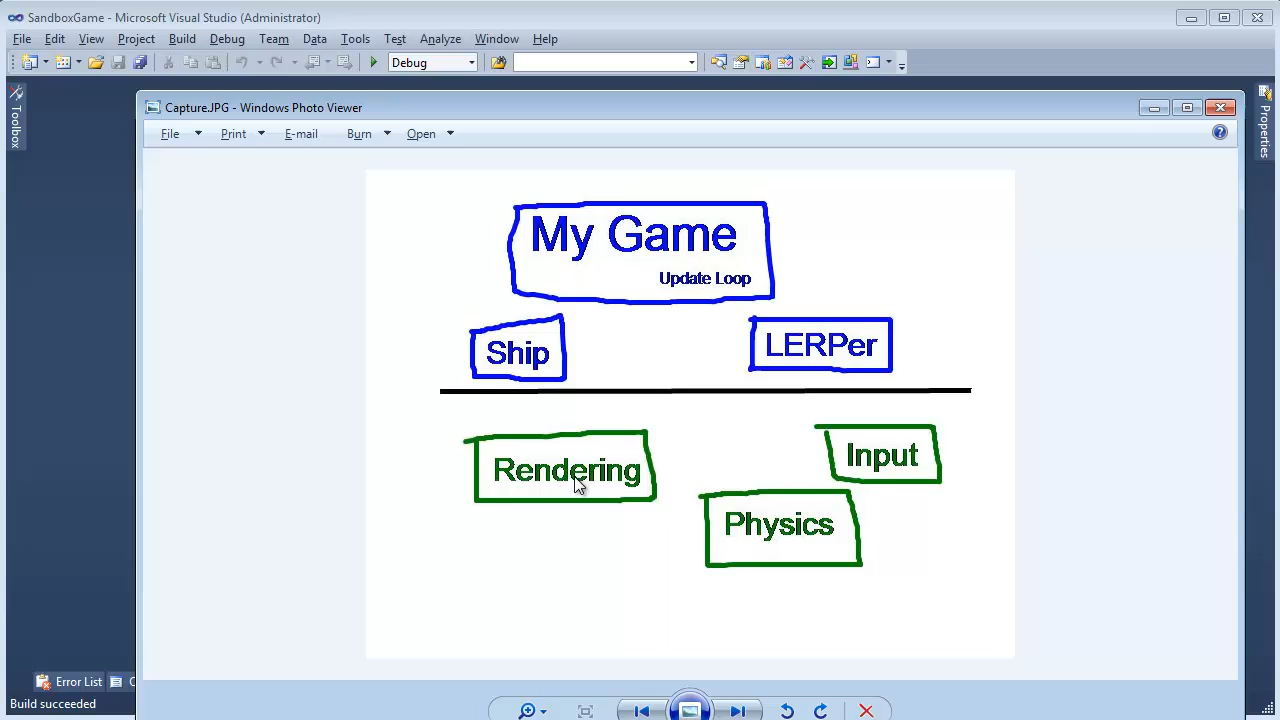 SandboxGame - Microsoft Visual Studio (Administrator)
File Edit View Project Build Debug Team Data Tools Test Analyze Window Help
Debug
Toolbox
Properties
Capture.JPG - Windows Photo Viewer
File Print E-mail Burn Open
My Game
Update Loop
Ship
LERPer
Rendering
Input
Physics
Error List
Build succeeded